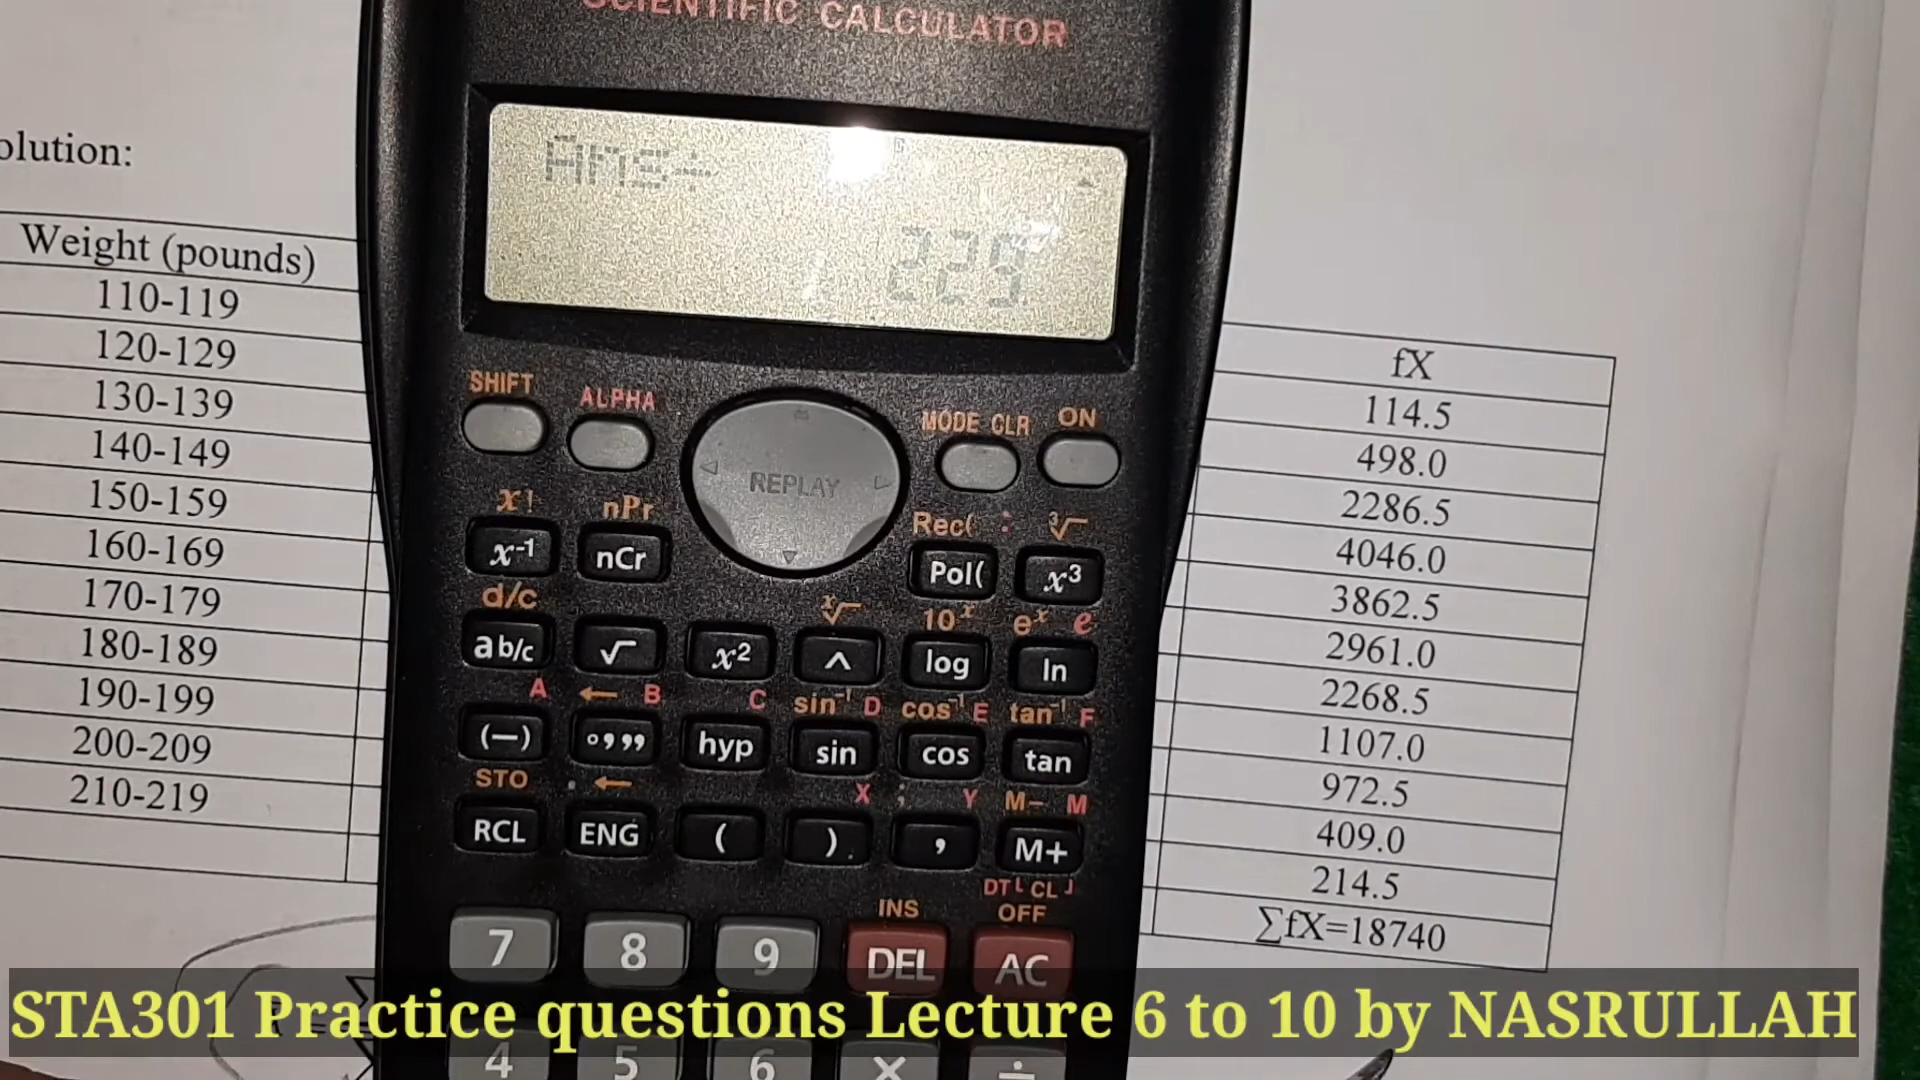 SCIENTIFIC CALCULATOR
Ans÷
229.
olution:
Weight (pounds)
110-119
120-129
130-139
140-149
150-159
160-169
170-179
180-189
190-199
200-209
210-219
fX
114.5
498.0
2286.5
4046.0
3862.5
2961.0
2268.5
1107.0
972.5
409.0
214.5
∑fX=18740
SHIFT ALPHA REPLAY MODE CLR ON
x! nPr Rec( : ³√
x⁻¹ nCr Pol( x³
d/c ˣ√ 10ˣ eˣ e
ab/c √ x² ^ log ln
A ← B C sin⁻¹ D cos⁻¹ E tan⁻¹ F
(−) °,,, hyp sin cos tan
STO ← X ; Y M− M
RCL ENG ( ) , M+
DT CL
INS OFF
7 8 9 DEL AC
4 5 6 × ÷
STA301 Practice questions Lecture 6 to 10 by NASRULLAH